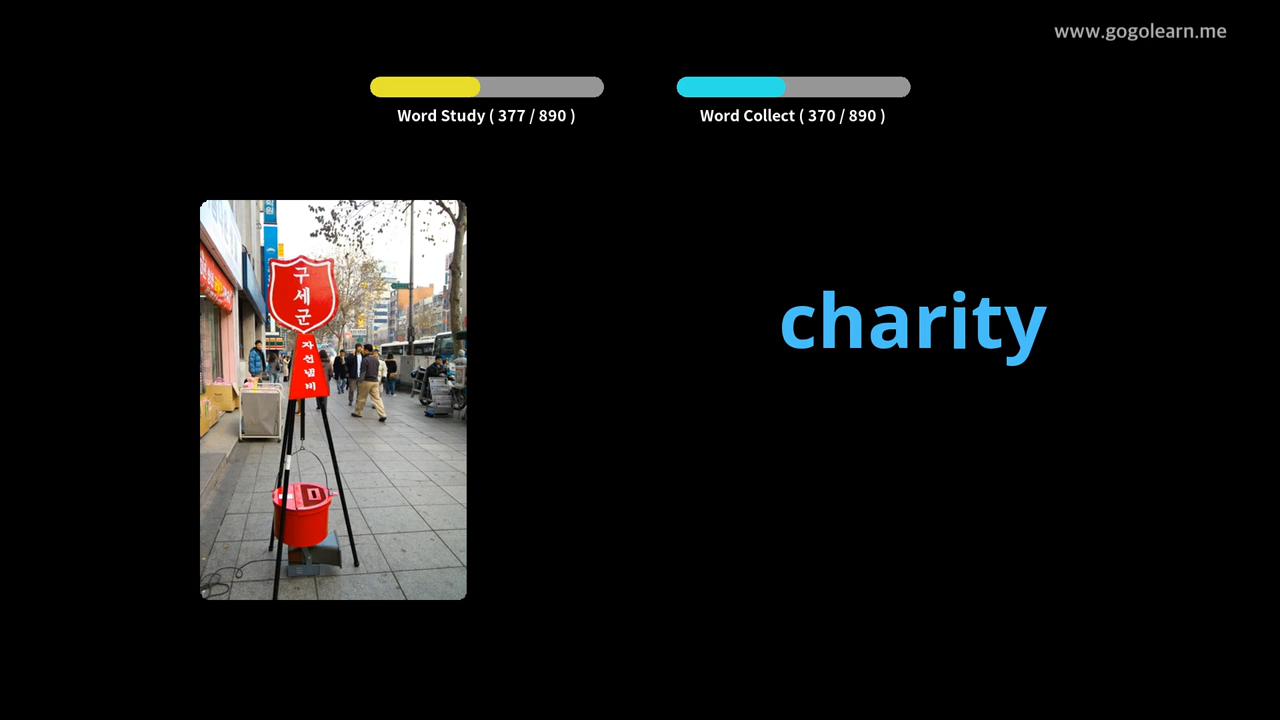 www.gogolearn.me
Word Study ( 377 / 890 )
Word Collect ( 370 / 890 )
구
세
군
자
선
냄
비
charity